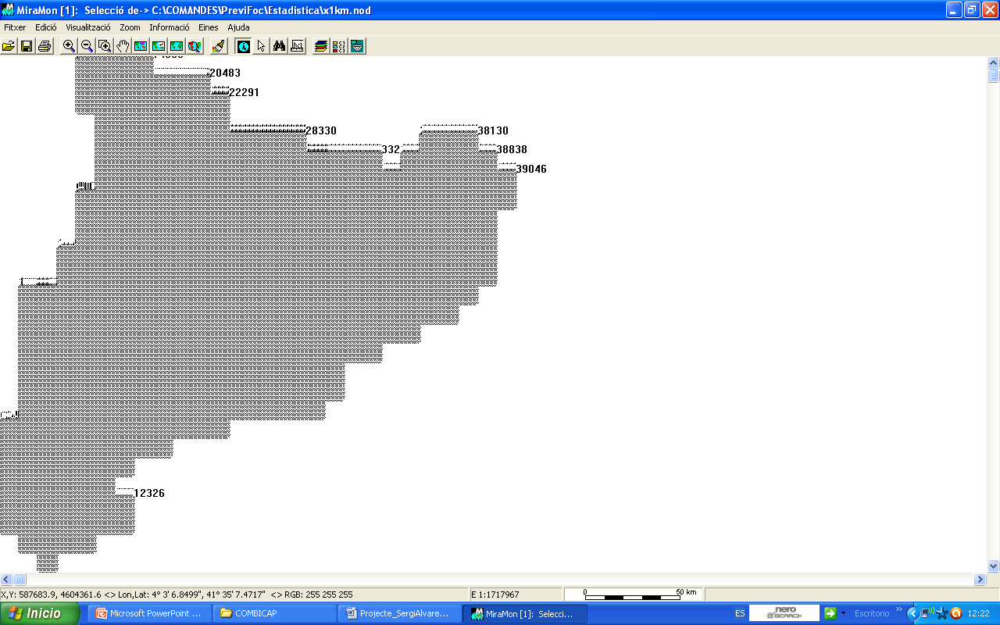 MiraMon [1]: Selecció de-> C:\COMANDES\PreviFoc\Estadistica\x1km.nod
Fitxer Edició Visualització Zoom Informació Eines Ajuda
20483
22291
28330
38130
332
38838
39046
12326
X,Y: 587683.9, 4604361.6 <> Lon,Lat: 4° 3' 6.8499", 41° 35' 7.4717" <> RGB: 255 255 255
E 1:1717967
0 50 km
Inicio
Microsoft PowerPoint ...
COMBICAP
Projecte_SergiAlvare...
MiraMon [1]: Selecci...
ES
nero
SEARCH
Escritorio
12:22